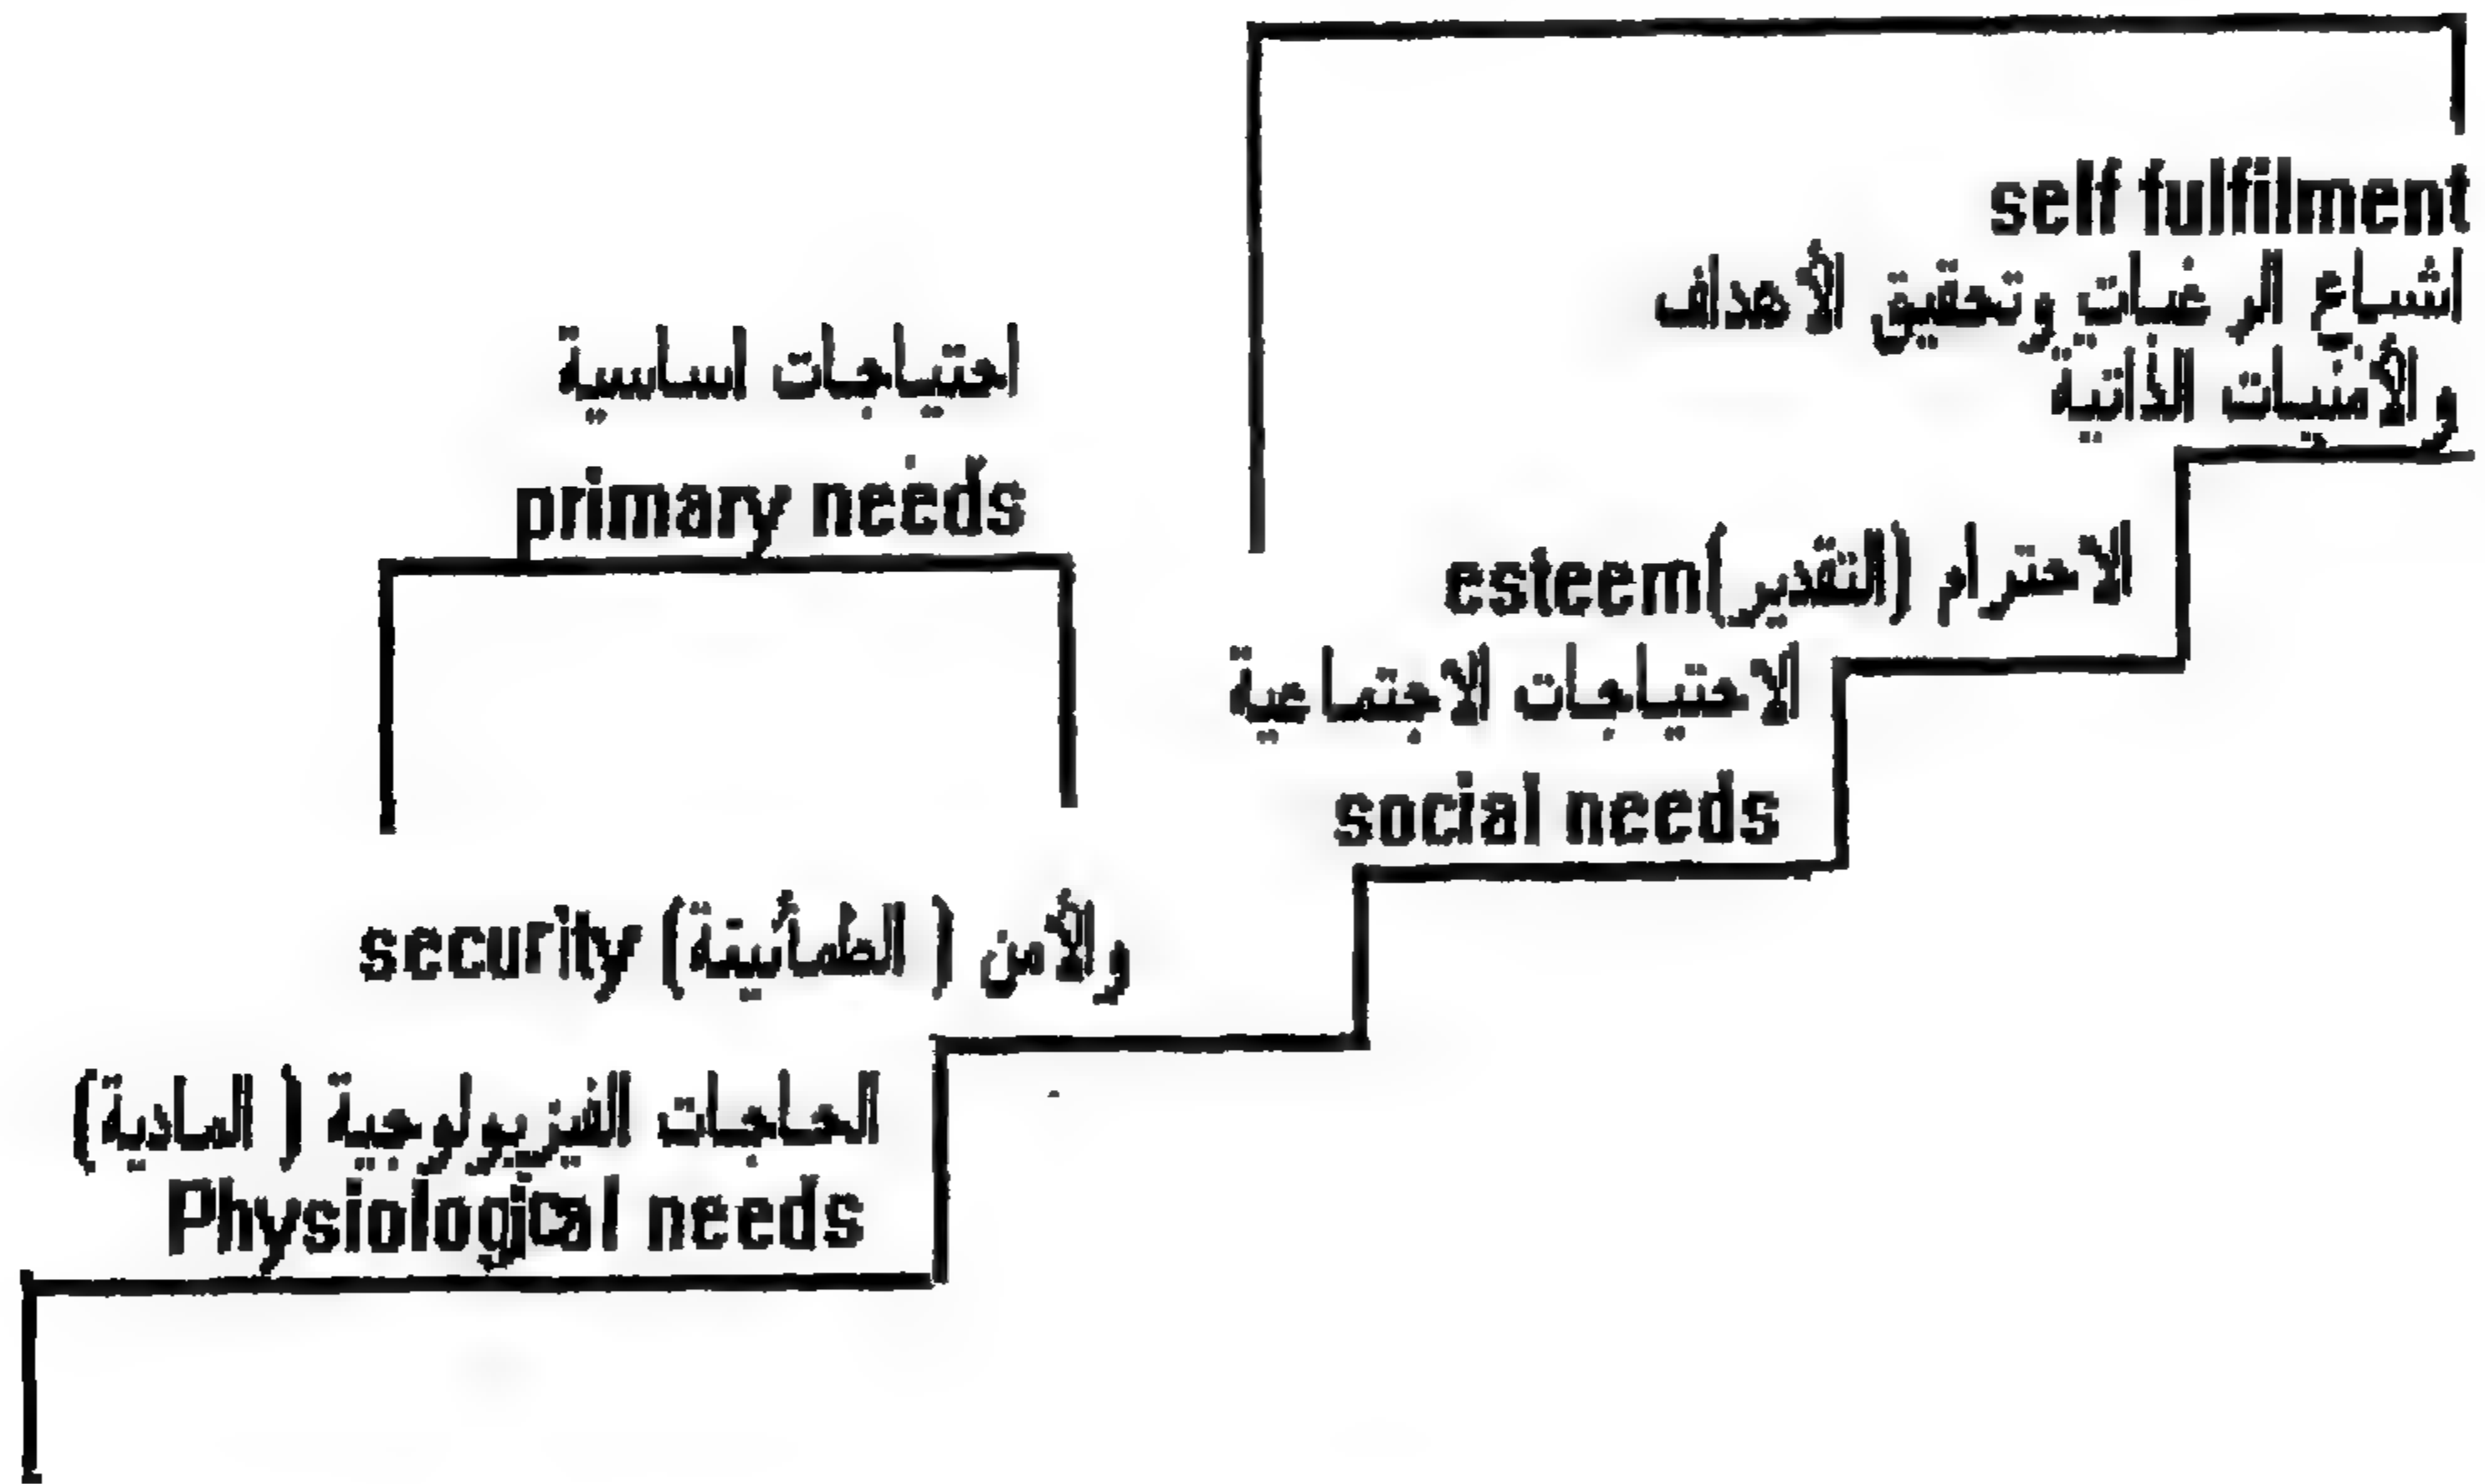 self fulfilment
اشباع الرغبات وتحقيق الأهداف
والأمنيات الذاتية
احتياجات اساسية
primary needs
الاحترام (التقدير) esteem
الاحتياجات الاجتماعية
social needs
والأمن ( الطمأنينة) security
الحاجات الفيزيولوجية ( المادية)
Physiological needs